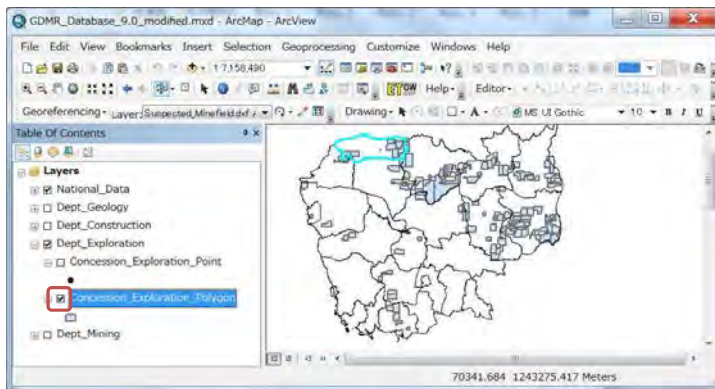 GDMR_Database_9.0_modified.mxd - ArcMap - ArcView
File Edit View Bookmarks Insert Selection Geoprocessing Customize Windows Help
1:7,158,490
Help Editor
Georeferencing Layer: Suspected_Minefield.dxf Drawing A MS UI Gothic 10 B I U
Table Of Contents
Layers
National_Data
Dept_Geology
Dept_Construction
Dept_Exploration
Concession_Exploration_Point
Concession_Exploration_Polygon
Dept_Mining
70341.684 1243275.417 Meters